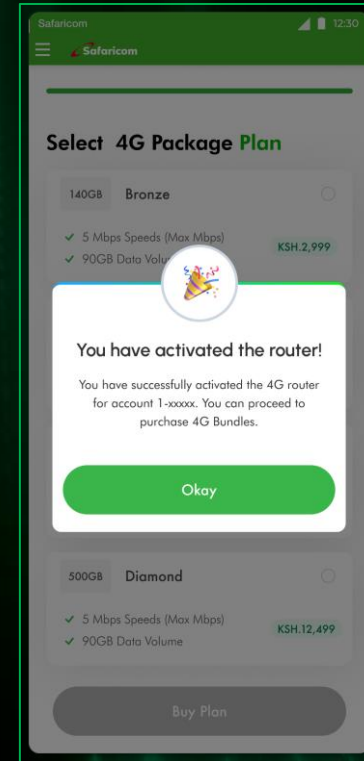 Safaricom 12:30
Safaricom
Select 4G Package Plan
140GB Bronze
5 Mbps Speeds (Max Mbps)
KSH.2,999
90GB Data Volu
You have activated the router!
You have successfully activated the 4G router
for account 1-xxxxx. You can proceed to
purchase 4G Bundles.
Okay
500GB Diamond
5 Mbps Speeds (Max Mbps)
KSH.12,499
90GB Data Volume
Buy Plan